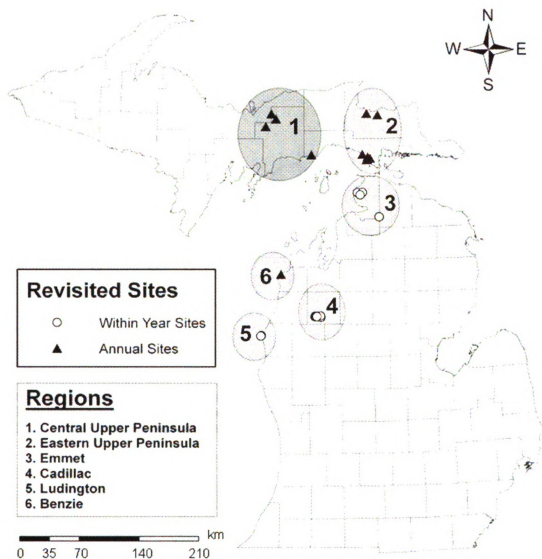 N
W E
S
1
2
3
6
4
5
Revisited Sites
Within Year Sites
Annual Sites
Regions
1. Central Upper Peninsula
2. Eastern Upper Peninsula
3. Emmet
4. Cadillac
5. Ludington
6. Benzie
km
0 35 70 140 210